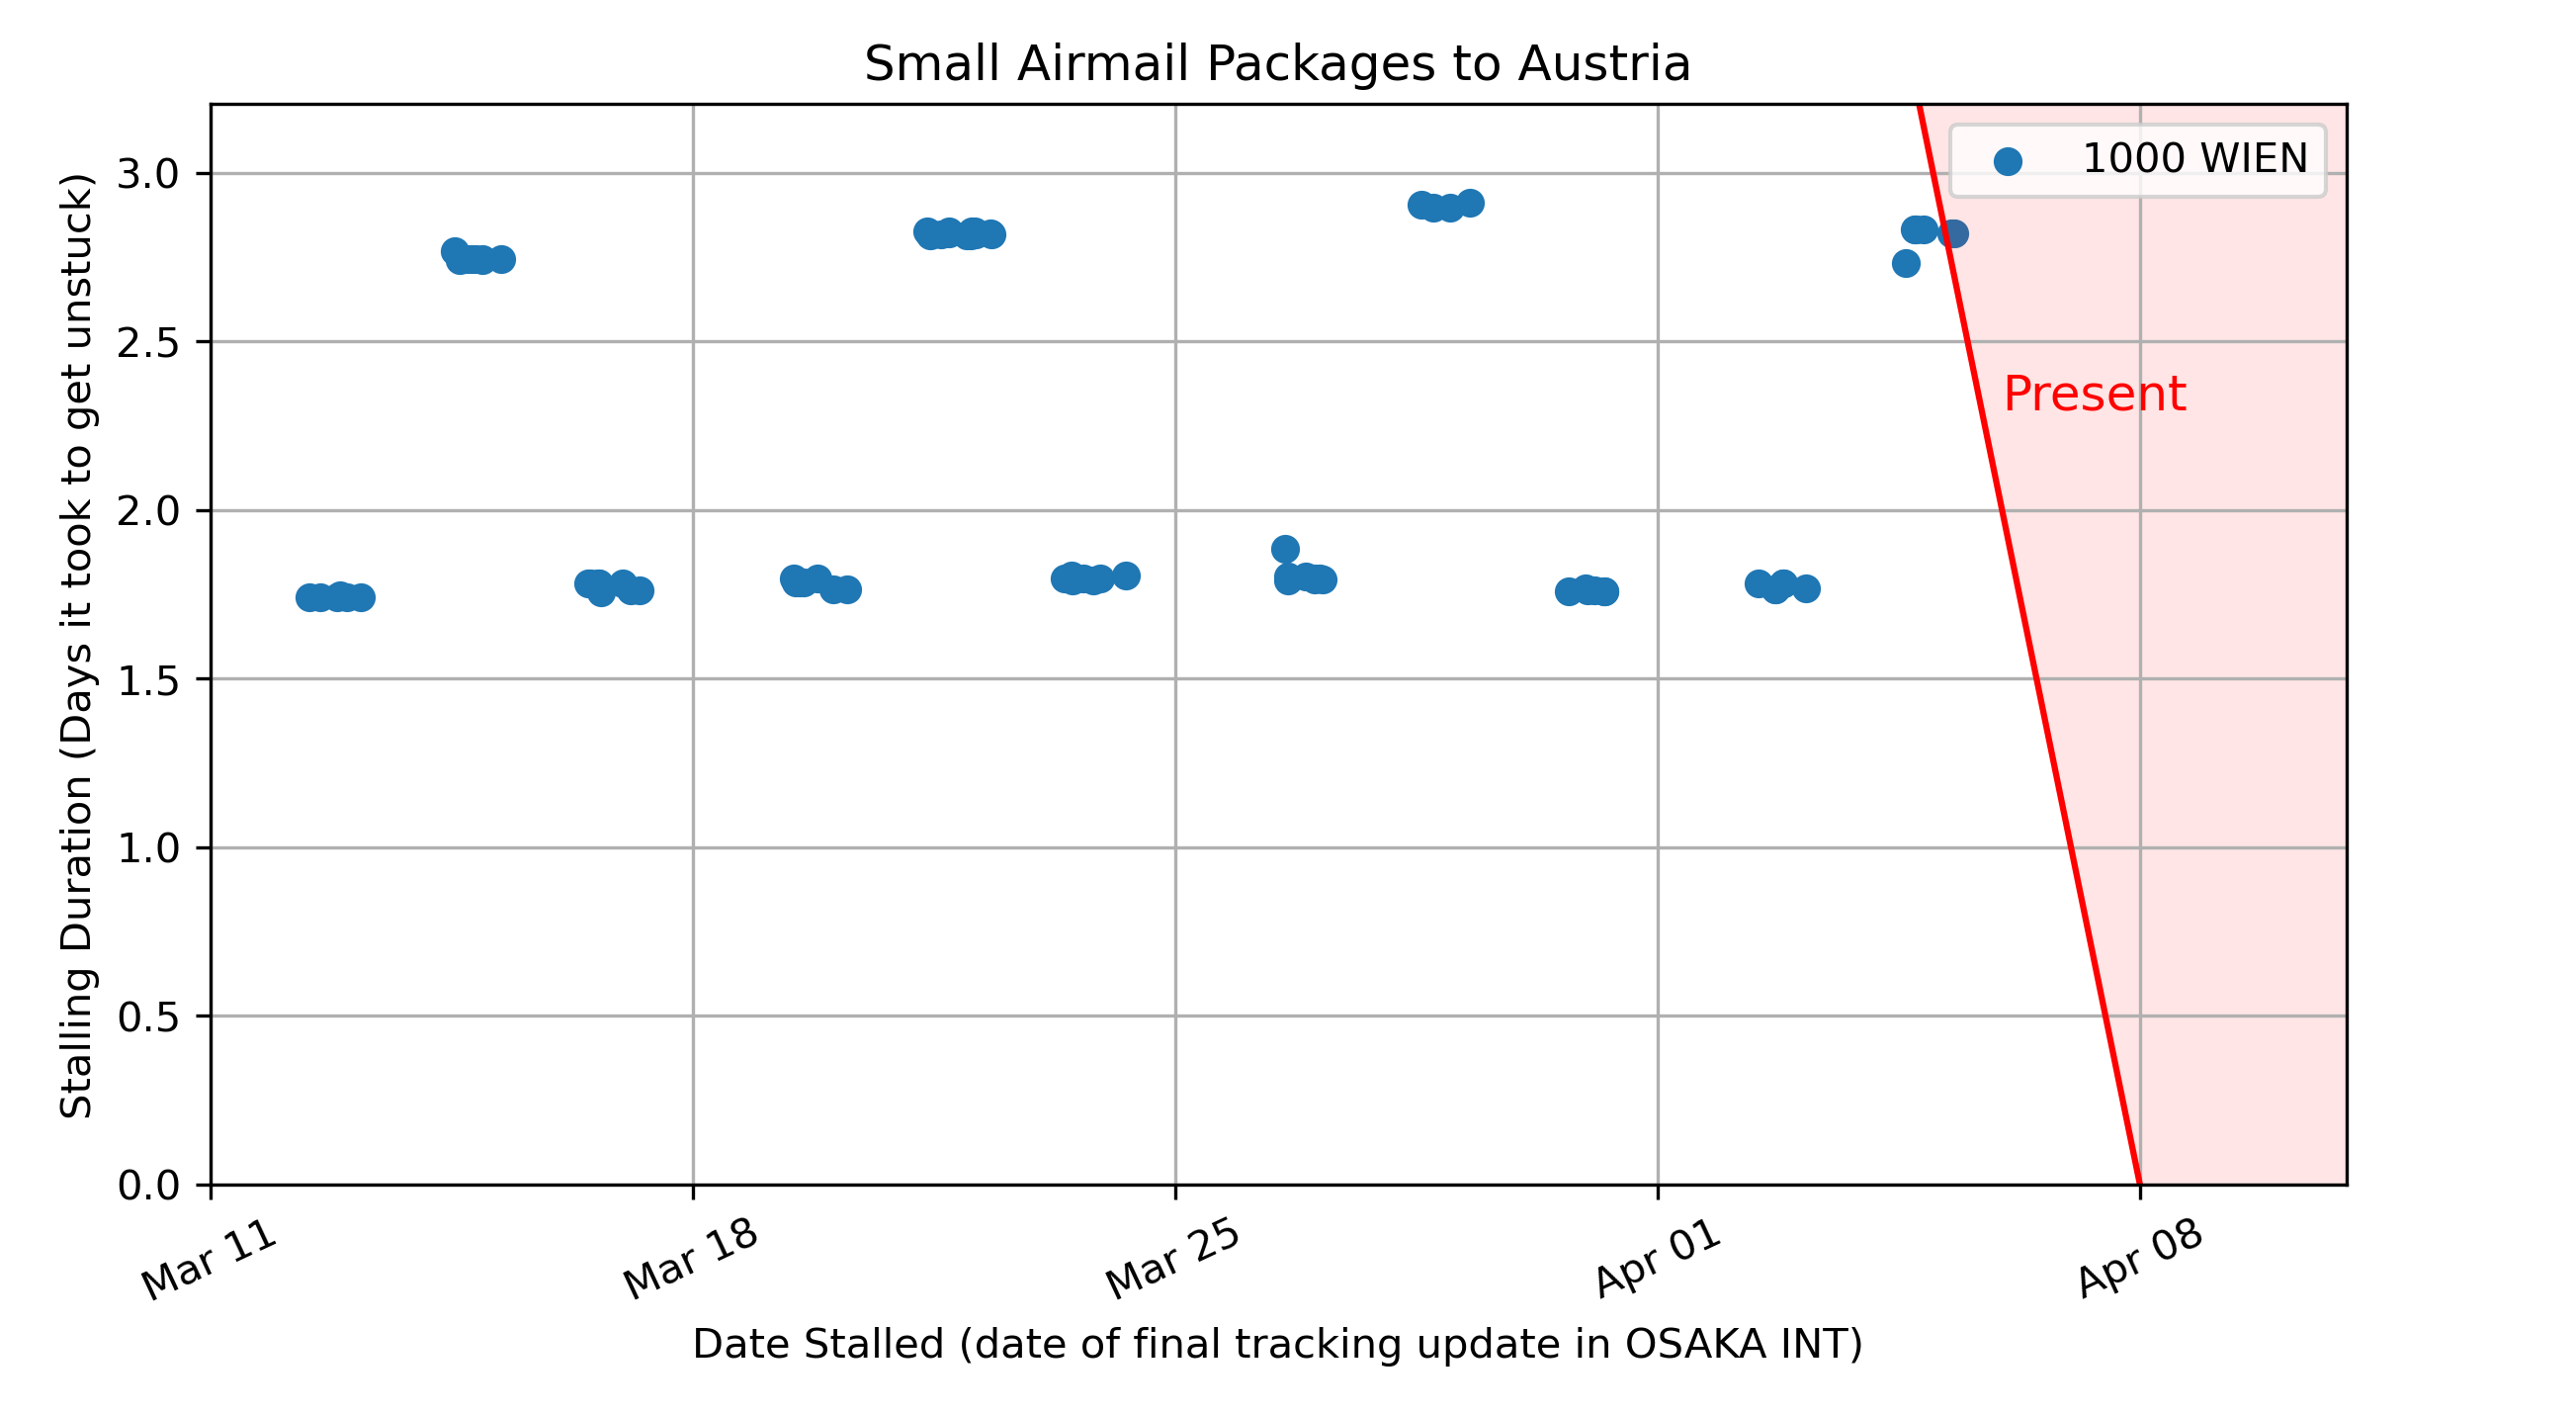 Small Airmail Packages to Austria
Stalling Duration (Days it took to get unstuck)
3.0
2.5
2.0
1.5
1.0
0.5
0.0
1000 WIEN
Present
Mar 11
Mar 18
Mar 25
Apr 01
Apr 08
Date Stalled (date of final tracking update in OSAKA INT)